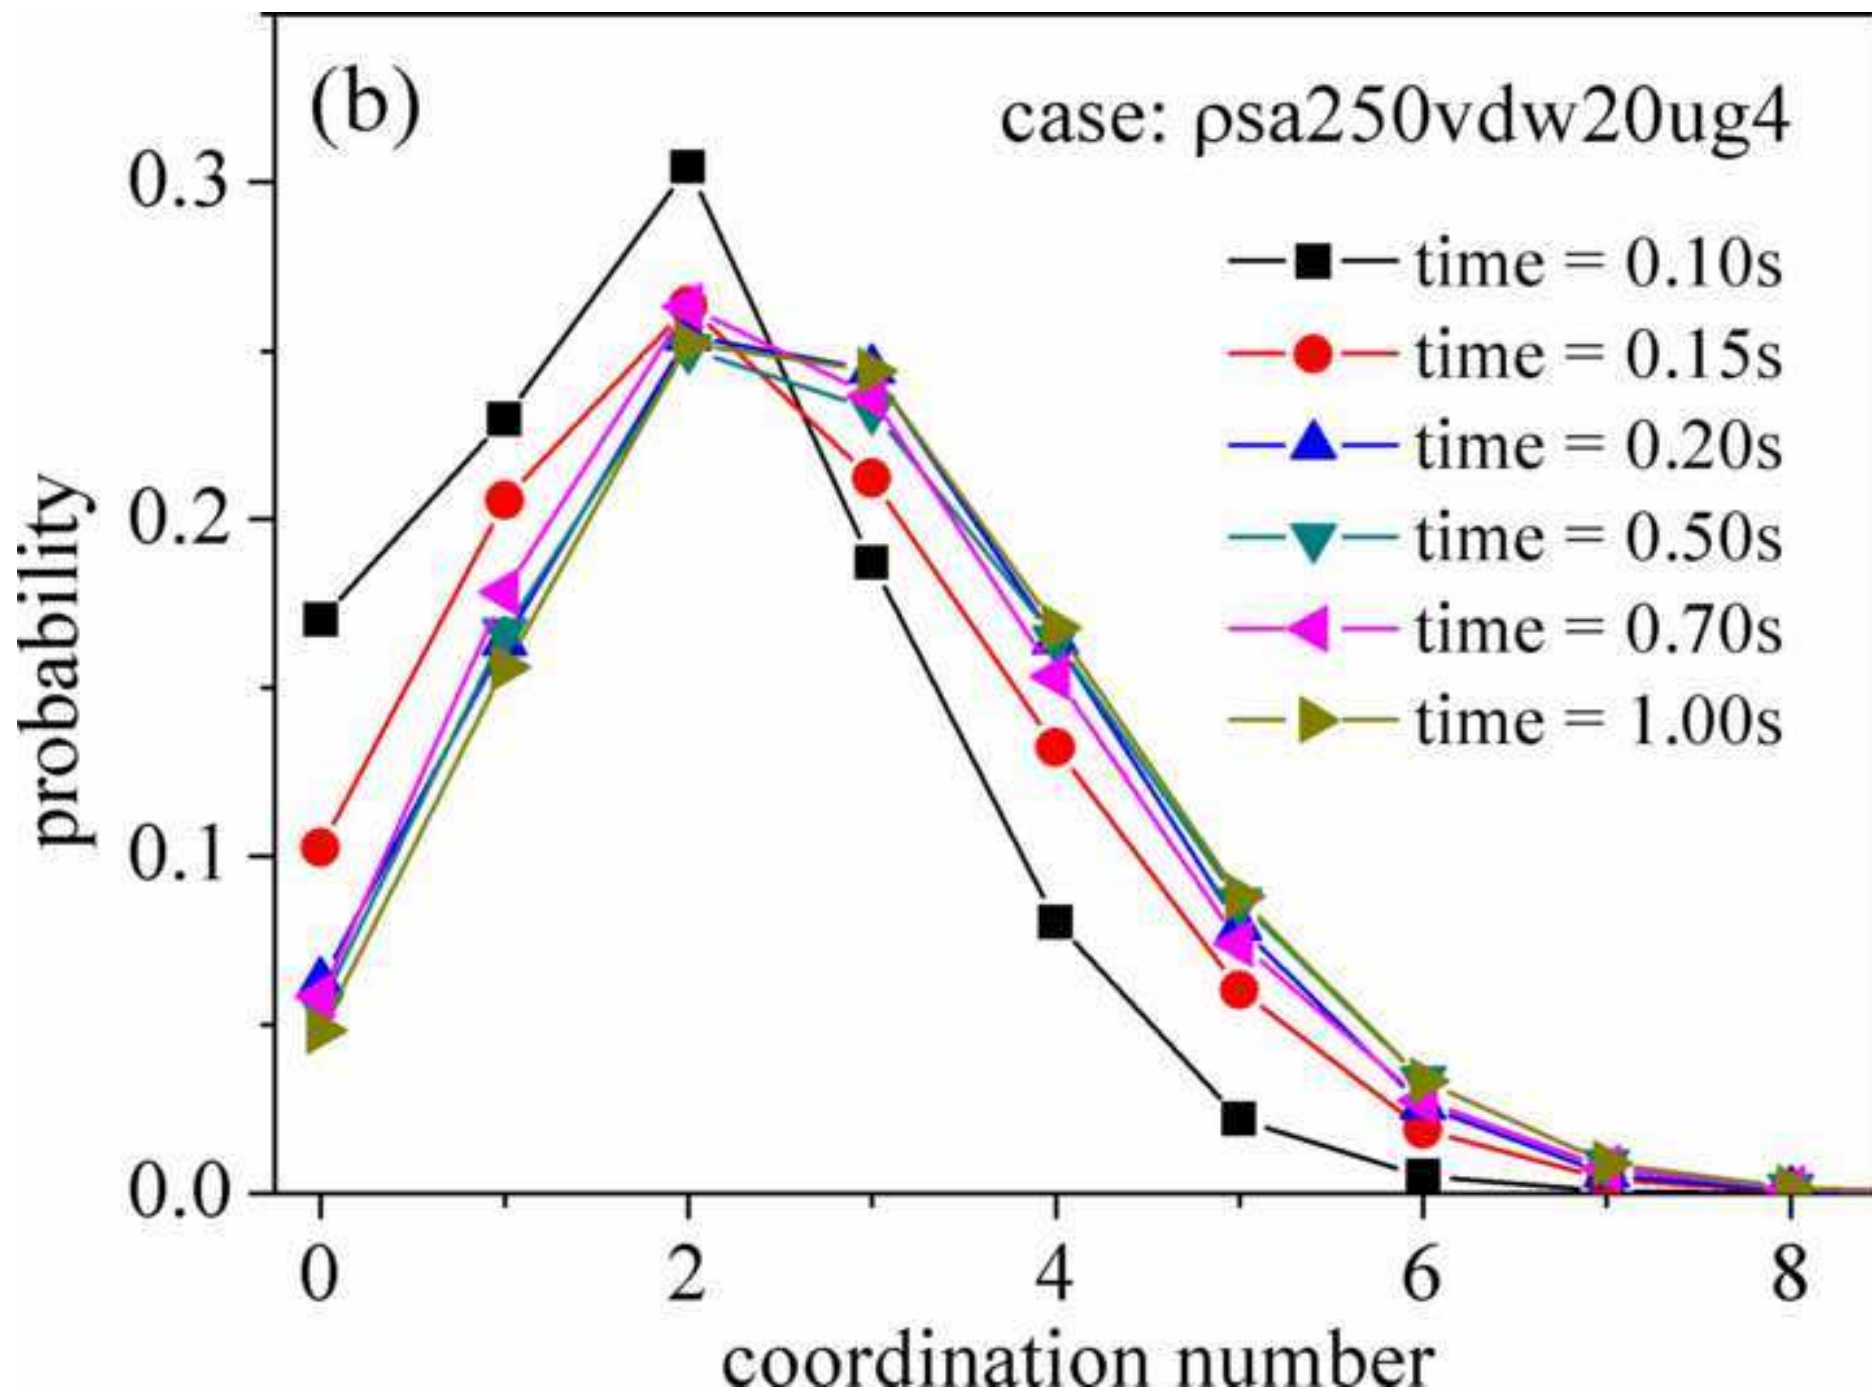 (b)
case: ρsa250vdw20ug4
time = 0.10s
time = 0.15s
time = 0.20s
time = 0.50s
time = 0.70s
time = 1.00s
probability
0.3
0.2
0.1
0.0
0 2 4 6 8
coordination number